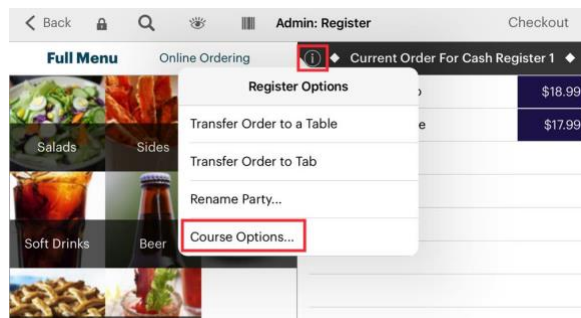 Back
Admin: Register
Checkout
Full Menu
Online Ordering
Current Order For Cash Register 1
Register Options
$18.99
Transfer Order to a Table
e
$17.99
Salads
Sides
Transfer Order to Tab
Rename Party...
Course Options...
Soft Drinks
Beer